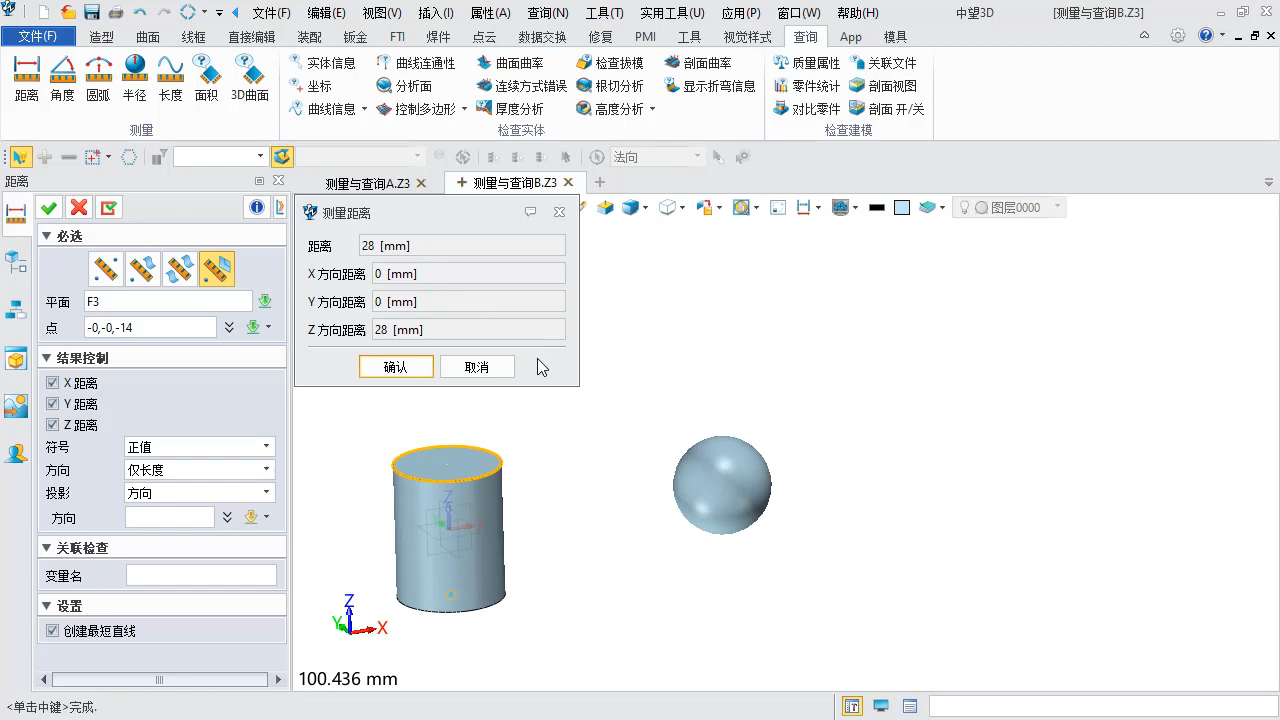 文件(F) 编辑(E) 视图(V) 插入(I) 属性(A) 查询(N) 工具(T) 实用工具(U) 应用(P) 窗口(W) 帮助(H) 中望3D [测量与查询B.Z3]
文件(F) 造型 曲面 线框 直接编辑 装配 钣金 FTI 焊件 点云 数据交换 修复 PMI 工具 视觉样式 查询 App 模具
实体信息 曲线连通性 曲面曲率 检查拔模 剖面曲率 质量属性 关联文件
坐标 分析面 连续方式错误 根切分析 显示折弯信息 零件统计 剖面视图
距离 角度 圆弧 半径 长度 面积 3D曲面
曲线信息 控制多边形 厚度分析 高度分析 对比零件 剖面 开/关
测量 检查实体 检查建模
法向
距离
测量与查询A.Z3 测量与查询B.Z3
图层0000
测量距离
必选
距离 28 [mm]
X 方向距离 0 [mm]
平面 F3
Y 方向距离 0 [mm]
点 -0,-0,-14
Z 方向距离 28 [mm]
结果控制
确认 取消
X 距离
Y 距离
Z 距离
符号 正值
方向 仅长度
投影 方向
方向
关联检查
变量名
设置
创建最短直线
Z
X
Z
Y
X
100.436 mm
<单击中键>完成.